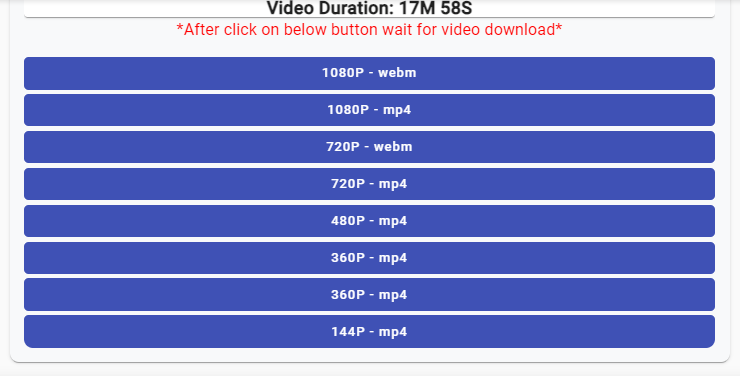 Video Duration: 17M 58S
*After click on below button wait for video download*
1080P - webm
1080P - mp4
720P - webm
720P - mp4
480P - mp4
360P - mp4
360P - mp4
144P - mp4